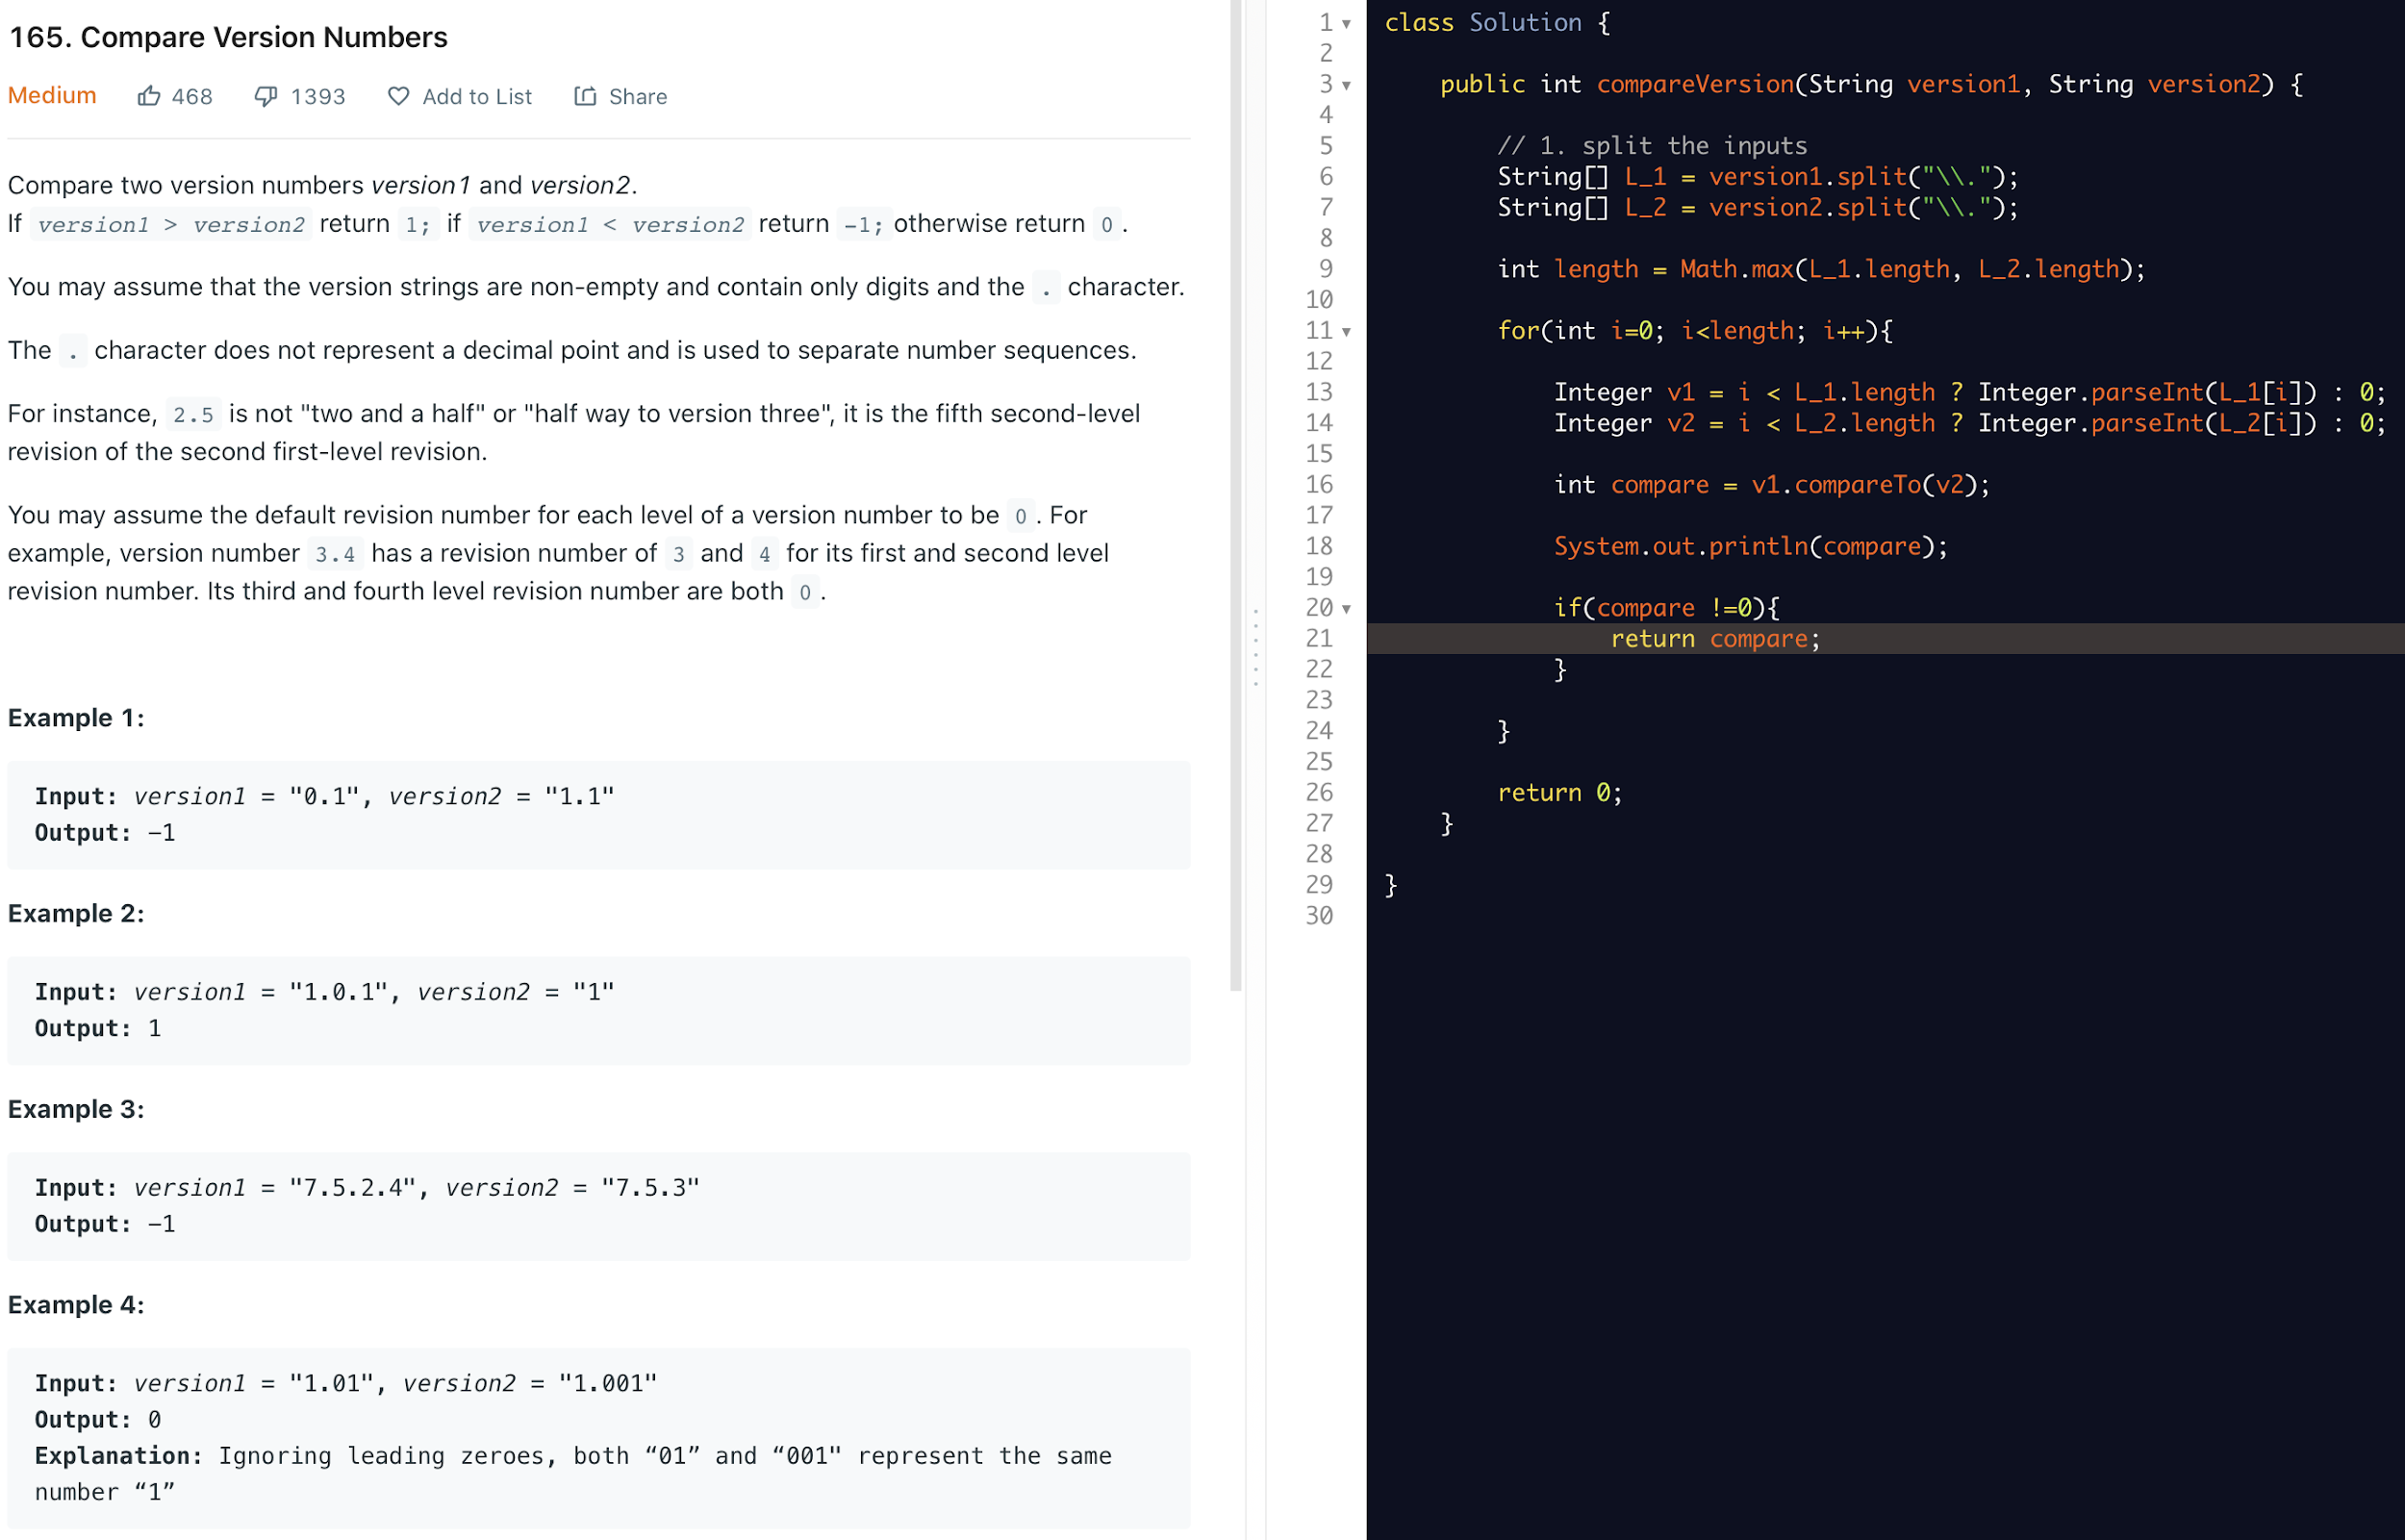 165. Compare Version Numbers
Medium 468 1393 Add to List Share
Compare two version numbers version1 and version2.
If version1 > version2 return 1; if version1 < version2 return -1; otherwise return 0.
You may assume that the version strings are non-empty and contain only digits and the . character.
The . character does not represent a decimal point and is used to separate number sequences.
For instance, 2.5 is not "two and a half" or "half way to version three", it is the fifth second-level
revision of the second first-level revision.
You may assume the default revision number for each level of a version number to be 0. For
example, version number 3.4 has a revision number of 3 and 4 for its first and second level
revision number. Its third and fourth level revision number are both 0.
Example 1:
Input: version1 = "0.1", version2 = "1.1"
Output: -1
Example 2:
Input: version1 = "1.0.1", version2 = "1"
Output: 1
Example 3:
Input: version1 = "7.5.2.4", version2 = "7.5.3"
Output: -1
Example 4:
Input: version1 = "1.01", version2 = "1.001"
Output: 0
Explanation: Ignoring leading zeroes, both “01” and “001" represent the same
number “1”
1 class Solution {
2
3 public int compareVersion(String version1, String version2) {
4
5 // 1. split the inputs
6 String[] L_1 = version1.split("\\.");
7 String[] L_2 = version2.split("\\.");
8
9 int length = Math.max(L_1.length, L_2.length);
10
11 for(int i=0; i<length; i++){
12
13 Integer v1 = i < L_1.length ? Integer.parseInt(L_1[i]) : 0;
14 Integer v2 = i < L_2.length ? Integer.parseInt(L_2[i]) : 0;
15
16 int compare = v1.compareTo(v2);
17
18 System.out.println(compare);
19
20 if(compare !=0){
21 return compare;
22 }
23
24 }
25
26 return 0;
27 }
28
29 }
30